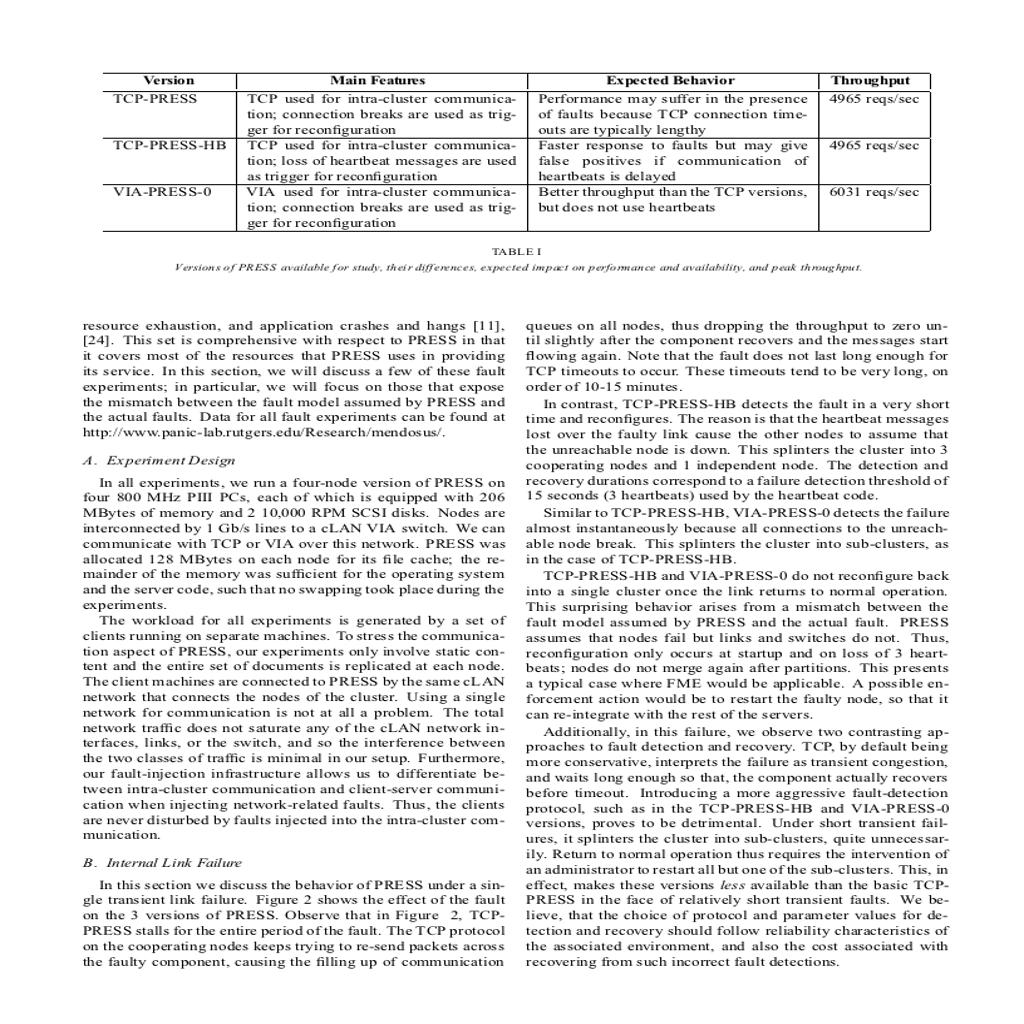 Version Main Features Expected Behavior Throughput
TCP-PRESS TCP used for intra-cluster communica- Performance may suffer in the presence 4965 reqs/sec
tion; connection breaks are used as trig- of faults because TCP connection time-
ger for reconfiguration outs are typically lengthy
TCP-PRESS-HB TCP used for intra-cluster communica- Faster response to faults but may give 4965 reqs/sec
tion; loss of heartbeat messages are used false positives if communication of
as trigger for reconfiguration heartbeats is delayed
VIA-PRESS-0 VIA used for intra-cluster communica- Better throughput than the TCP versions, 6031 reqs/sec
tion; connection breaks are used as trig- but does not use heartbeats
ger for reconfiguration
TABLE I
Versions of PRESS available for study, their differences, expected impact on performance and availability, and peak throughput.
resource exhaustion, and application crashes and hangs [11],
[24]. This set is comprehensive with respect to PRESS in that
it covers most of the resources that PRESS uses in providing
its service. In this section, we will discuss a few of these fault
experiments; in particular, we will focus on those that expose
the mismatch between the fault model assumed by PRESS and
the actual faults. Data for all fault experiments can be found at
http://www.panic-lab.rutgers.edu/Research/mendosus/.
A. Experiment Design
In all experiments, we run a four-node version of PRESS on
four 800 MHz PIII PCs, each of which is equipped with 206
MBytes of memory and 2 10,000 RPM SCSI disks. Nodes are
interconnected by 1 Gb/s lines to a cLAN VIA switch. We can
communicate with TCP or VIA over this network. PRESS was
allocated 128 MBytes on each node for its file cache; the re-
mainder of the memory was sufficient for the operating system
and the server code, such that no swapping took place during the
experiments.
The workload for all experiments is generated by a set of
clients running on separate machines. To stress the communica-
tion aspect of PRESS, our experiments only involve static con-
tent and the entire set of documents is replicated at each node.
The client machines are connected to PRESS by the same cLAN
network that connects the nodes of the cluster. Using a single
network for communication is not at all a problem. The total
network traffic does not saturate any of the cLAN network in-
terfaces, links, or the switch, and so the interference between
the two classes of traffic is minimal in our setup. Furthermore,
our fault-injection infrastructure allows us to differentiate be-
tween intra-cluster communication and client-server communi-
cation when injecting network-related faults. Thus, the clients
are never disturbed by faults injected into the intra-cluster com-
munication.
B. Internal Link Failure
In this section we discuss the behavior of PRESS under a sin-
gle transient link failure. Figure 2 shows the effect of the fault
on the 3 versions of PRESS. Observe that in Figure 2, TCP-
PRESS stalls for the entire period of the fault. The TCP protocol
on the cooperating nodes keeps trying to re-send packets across
the faulty component, causing the filling up of communication
queues on all nodes, thus dropping the throughput to zero un-
til slightly after the component recovers and the messages start
flowing again. Note that the fault does not last long enough for
TCP timeouts to occur. These timeouts tend to be very long, on
order of 10-15 minutes.
In contrast, TCP-PRESS-HB detects the fault in a very short
time and reconfigures. The reason is that the heartbeat messages
lost over the faulty link cause the other nodes to assume that
the unreachable node is down. This splinters the cluster into 3
cooperating nodes and 1 independent node. The detection and
recovery durations correspond to a failure detection threshold of
15 seconds (3 heartbeats) used by the heartbeat code.
Similar to TCP-PRESS-HB, VIA-PRESS-0 detects the failure
almost instantaneously because all connections to the unreach-
able node break. This splinters the cluster into sub-clusters, as
in the case of TCP-PRESS-HB.
TCP-PRESS-HB and VIA-PRESS-0 do not reconfigure back
into a single cluster once the link returns to normal operation.
This surprising behavior arises from a mismatch between the
fault model assumed by PRESS and the actual fault. PRESS
assumes that nodes fail but links and switches do not. Thus,
reconfiguration only occurs at startup and on loss of 3 heart-
beats; nodes do not merge again after partitions. This presents
a typical case where FME would be applicable. A possible en-
forcement action would be to restart the faulty node, so that it
can re-integrate with the rest of the servers.
Additionally, in this failure, we observe two contrasting ap-
proaches to fault detection and recovery. TCP, by default being
more conservative, interprets the failure as transient congestion,
and waits long enough so that, the component actually recovers
before timeout. Introducing a more aggressive fault-detection
protocol, such as in the TCP-PRESS-HB and VIA-PRESS-0
versions, proves to be detrimental. Under short transient fail-
ures, it splinters the cluster into sub-clusters, quite unnecessar-
ily. Return to normal operation thus requires the intervention of
an administrator to restart all but one of the sub-clusters. This, in
effect, makes these versions less available than the basic TCP-
PRESS in the face of relatively short transient faults. We be-
lieve, that the choice of protocol and parameter values for de-
tection and recovery should follow reliability characteristics of
the associated environment, and also the cost associated with
recovering from such incorrect fault detections.